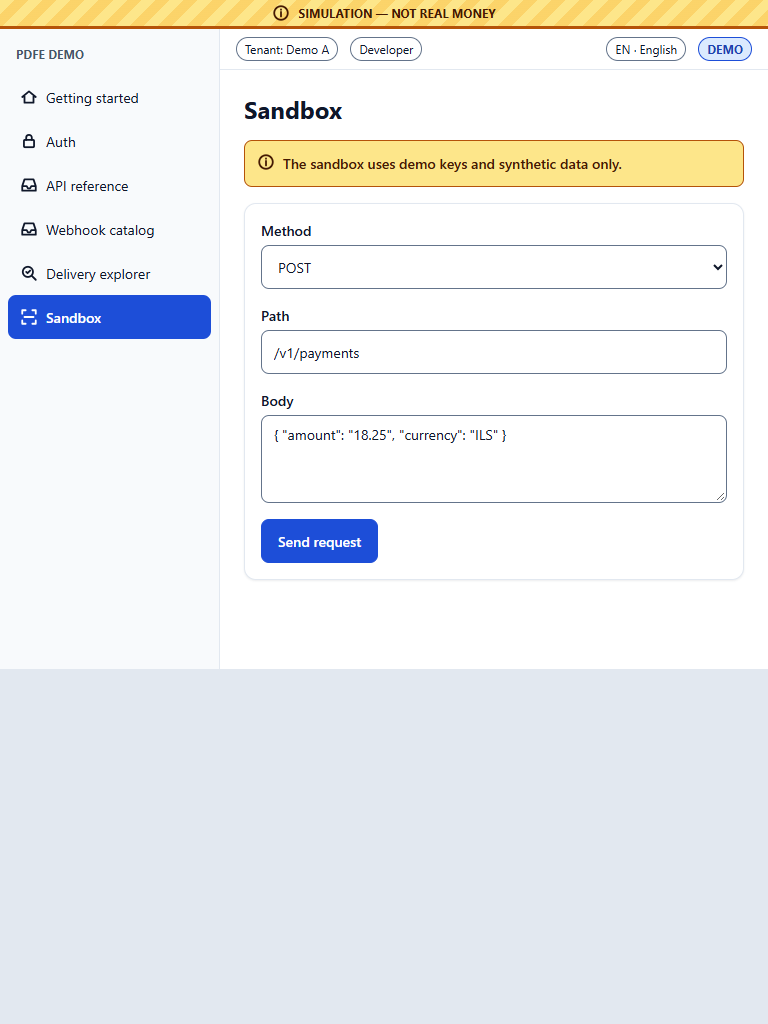 SIMULATION — NOT REAL MONEY
PDFE DEMO
Getting started
Auth
API reference
Webhook catalog
Delivery explorer
Sandbox
Tenant: Demo A
Developer
EN · English
DEMO
Sandbox
The sandbox uses demo keys and synthetic data only.
Method
POST
Path
/v1/payments
Body
{ "amount": "18.25", "currency": "ILS" }
Send request